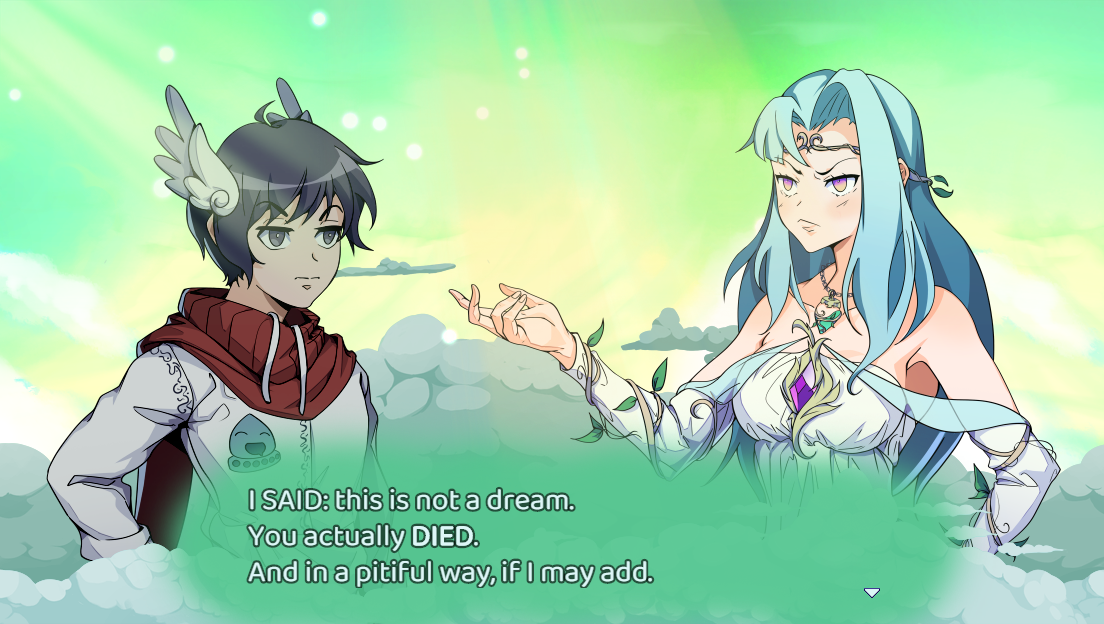 I SAID: this is not a dream.
You actually DIED.
And in a pitiful way, if I may add.